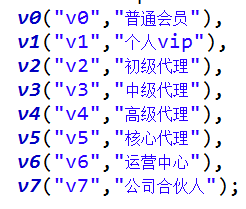 v0("v0","普通会员"),
v1("v1","个人vip"),
v2("v2","初级代理"),
v3("v3","中级代理"),
v4("v4","高级代理"),
v5("v5","核心代理"),
v6("v6","运营中心"),
v7("v7","公司合伙人");